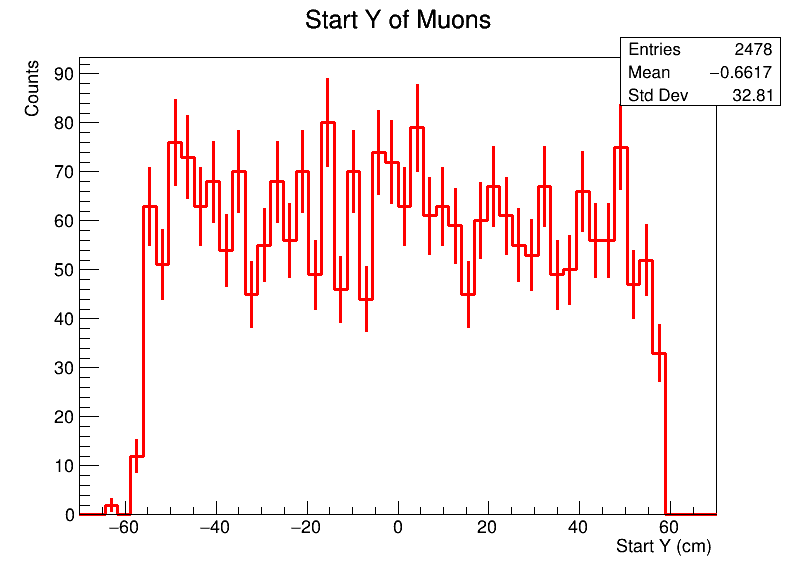 Start Y of Muons
Entries 2478
Mean −0.6617
Std Dev 32.81
Counts
90
80
70
60
50
40
30
20
10
0
−60 −40 −20 0 20 40 60
Start Y (cm)